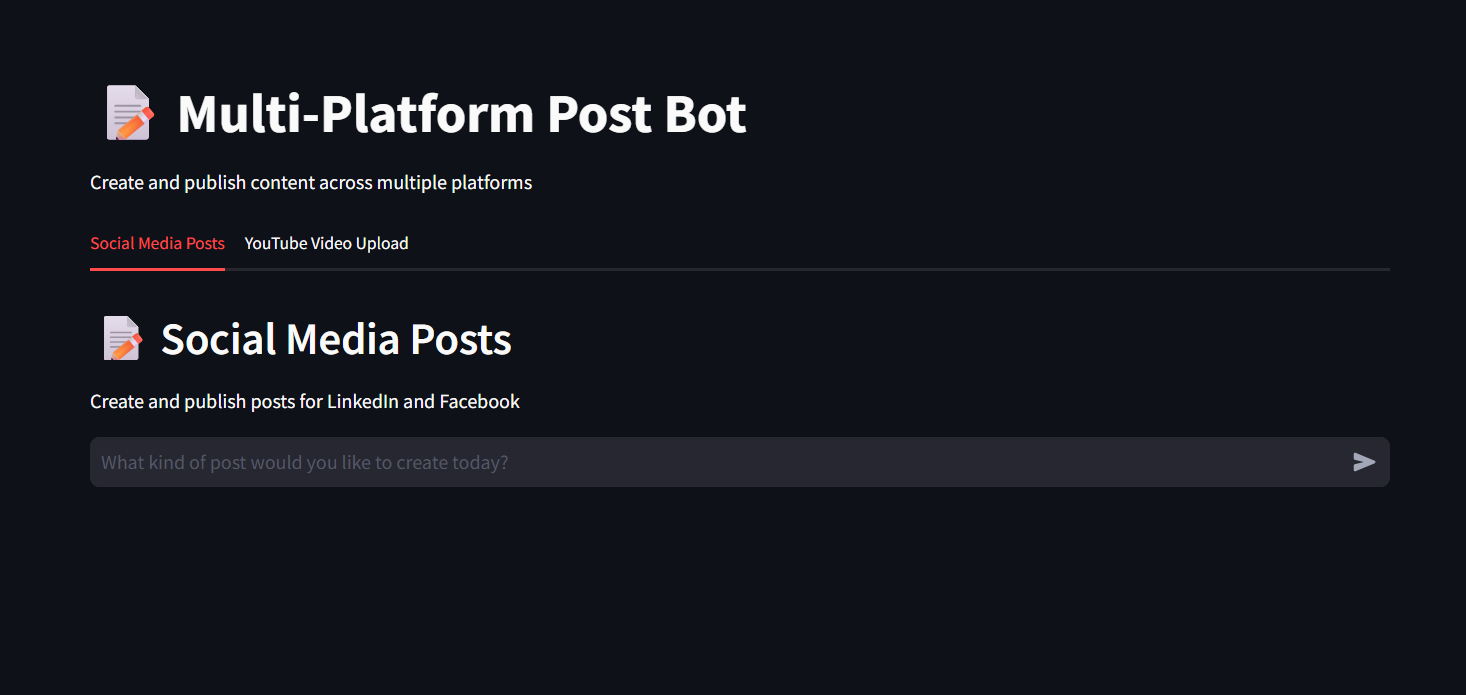 Multi-Platform Post Bot
Create and publish content across multiple platforms
Social Media Posts YouTube Video Upload
Social Media Posts
Create and publish posts for LinkedIn and Facebook
What kind of post would you like to create today?